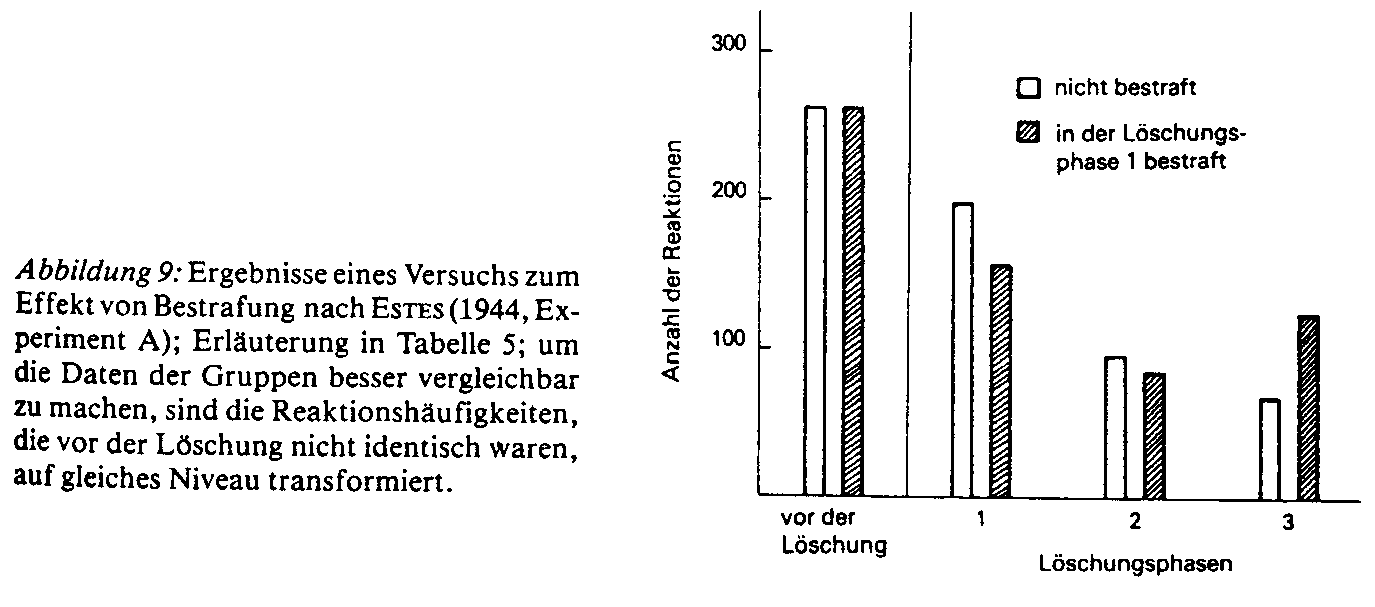 Abbildung 9: Ergebnisse eines Versuchs zum
Effekt von Bestrafung nach ESTES (1944, Ex-
periment A); Erläuterung in Tabelle 5; um
die Daten der Gruppen besser vergleichbar
zu machen, sind die Reaktionshäufigkeiten,
die vor der Löschung nicht identisch waren,
auf gleiches Niveau transformiert.
Anzahl der Reaktionen
300
200
100
nicht bestraft
in der Löschungs-
phase 1 bestraft
vor der
Löschung
1
2
3
Löschungsphasen